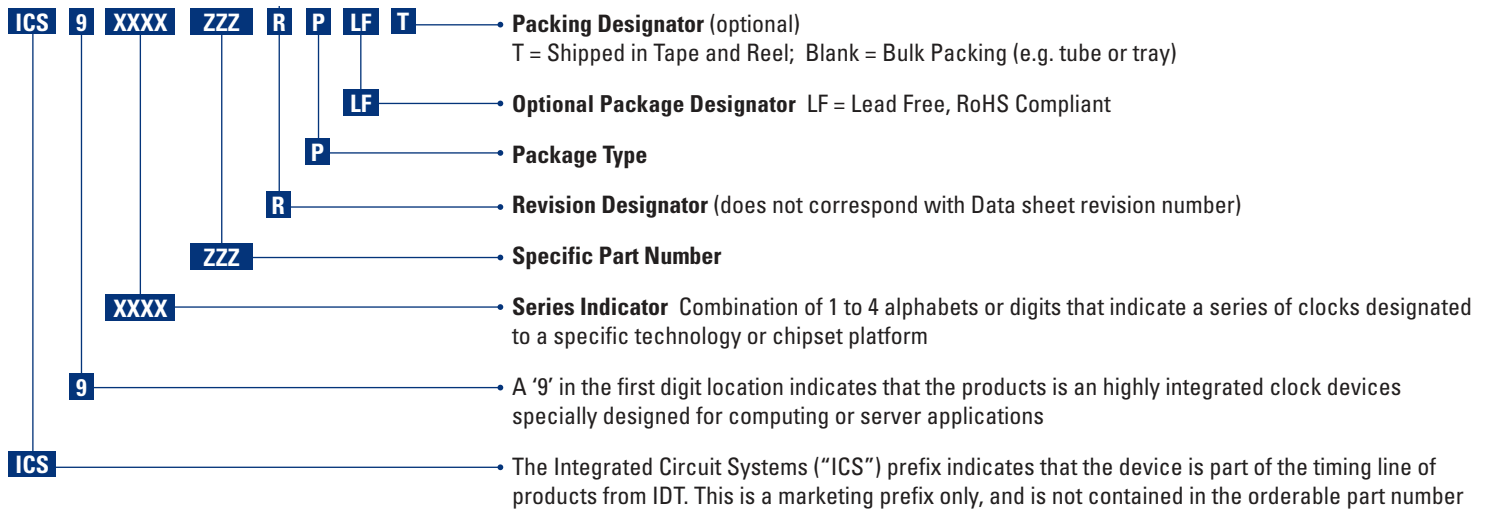 ICS 9 XXXX ZZZ R P LF T Packing Designator (optional)
T = Shipped in Tape and Reel; Blank = Bulk Packing (e.g. tube or tray)
LF Optional Package Designator LF = Lead Free, RoHS Compliant
P Package Type
R Revision Designator (does not correspond with Data sheet revision number)
ZZZ Specific Part Number
XXXX Series Indicator Combination of 1 to 4 alphabets or digits that indicate a series of clocks designated
to a specific technology or chipset platform
9 A ‘9’ in the first digit location indicates that the products is an highly integrated clock devices
specially designed for computing or server applications
ICS The Integrated Circuit Systems (“ICS”) prefix indicates that the device is part of the timing line of
products from IDT. This is a marketing prefix only, and is not contained in the orderable part number